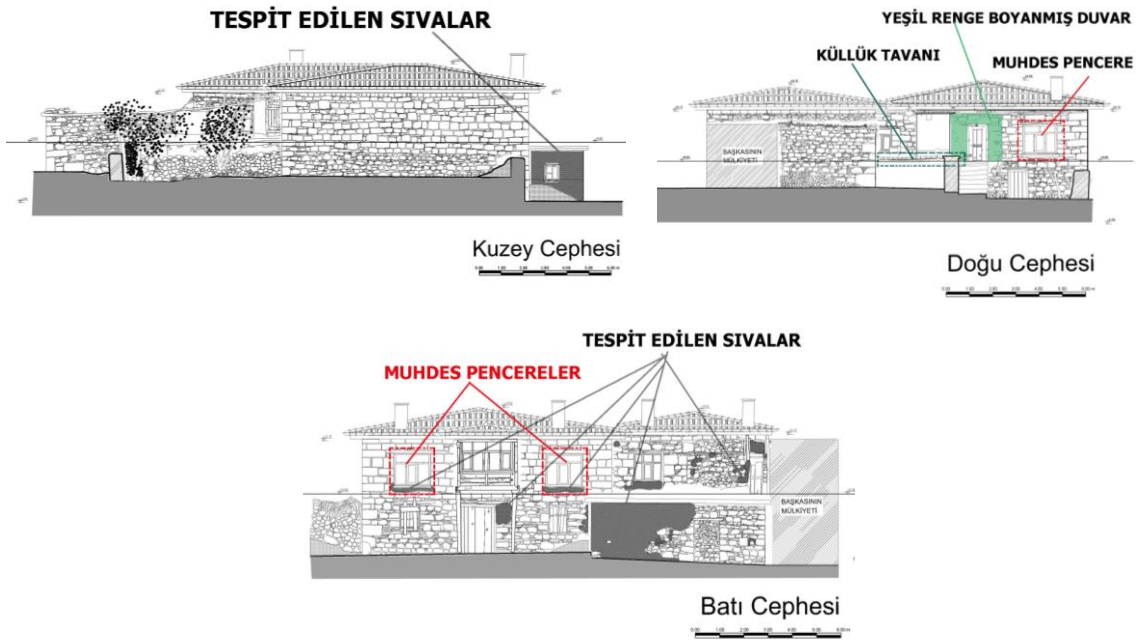 TESPİT EDİLEN SIVALAR
Kuzey Cephesi
YEŞİL RENGE BOYANMIŞ DUVAR
KÜLLÜK TAVANI
MUHDES PENCERE
BAŞKASININ
MÜLKİYETİ
Doğu Cephesi
TESPİT EDİLEN SIVALAR
MUHDES PENCERELER
BAŞKASININ
MÜLKİYETİ
Batı Cephesi